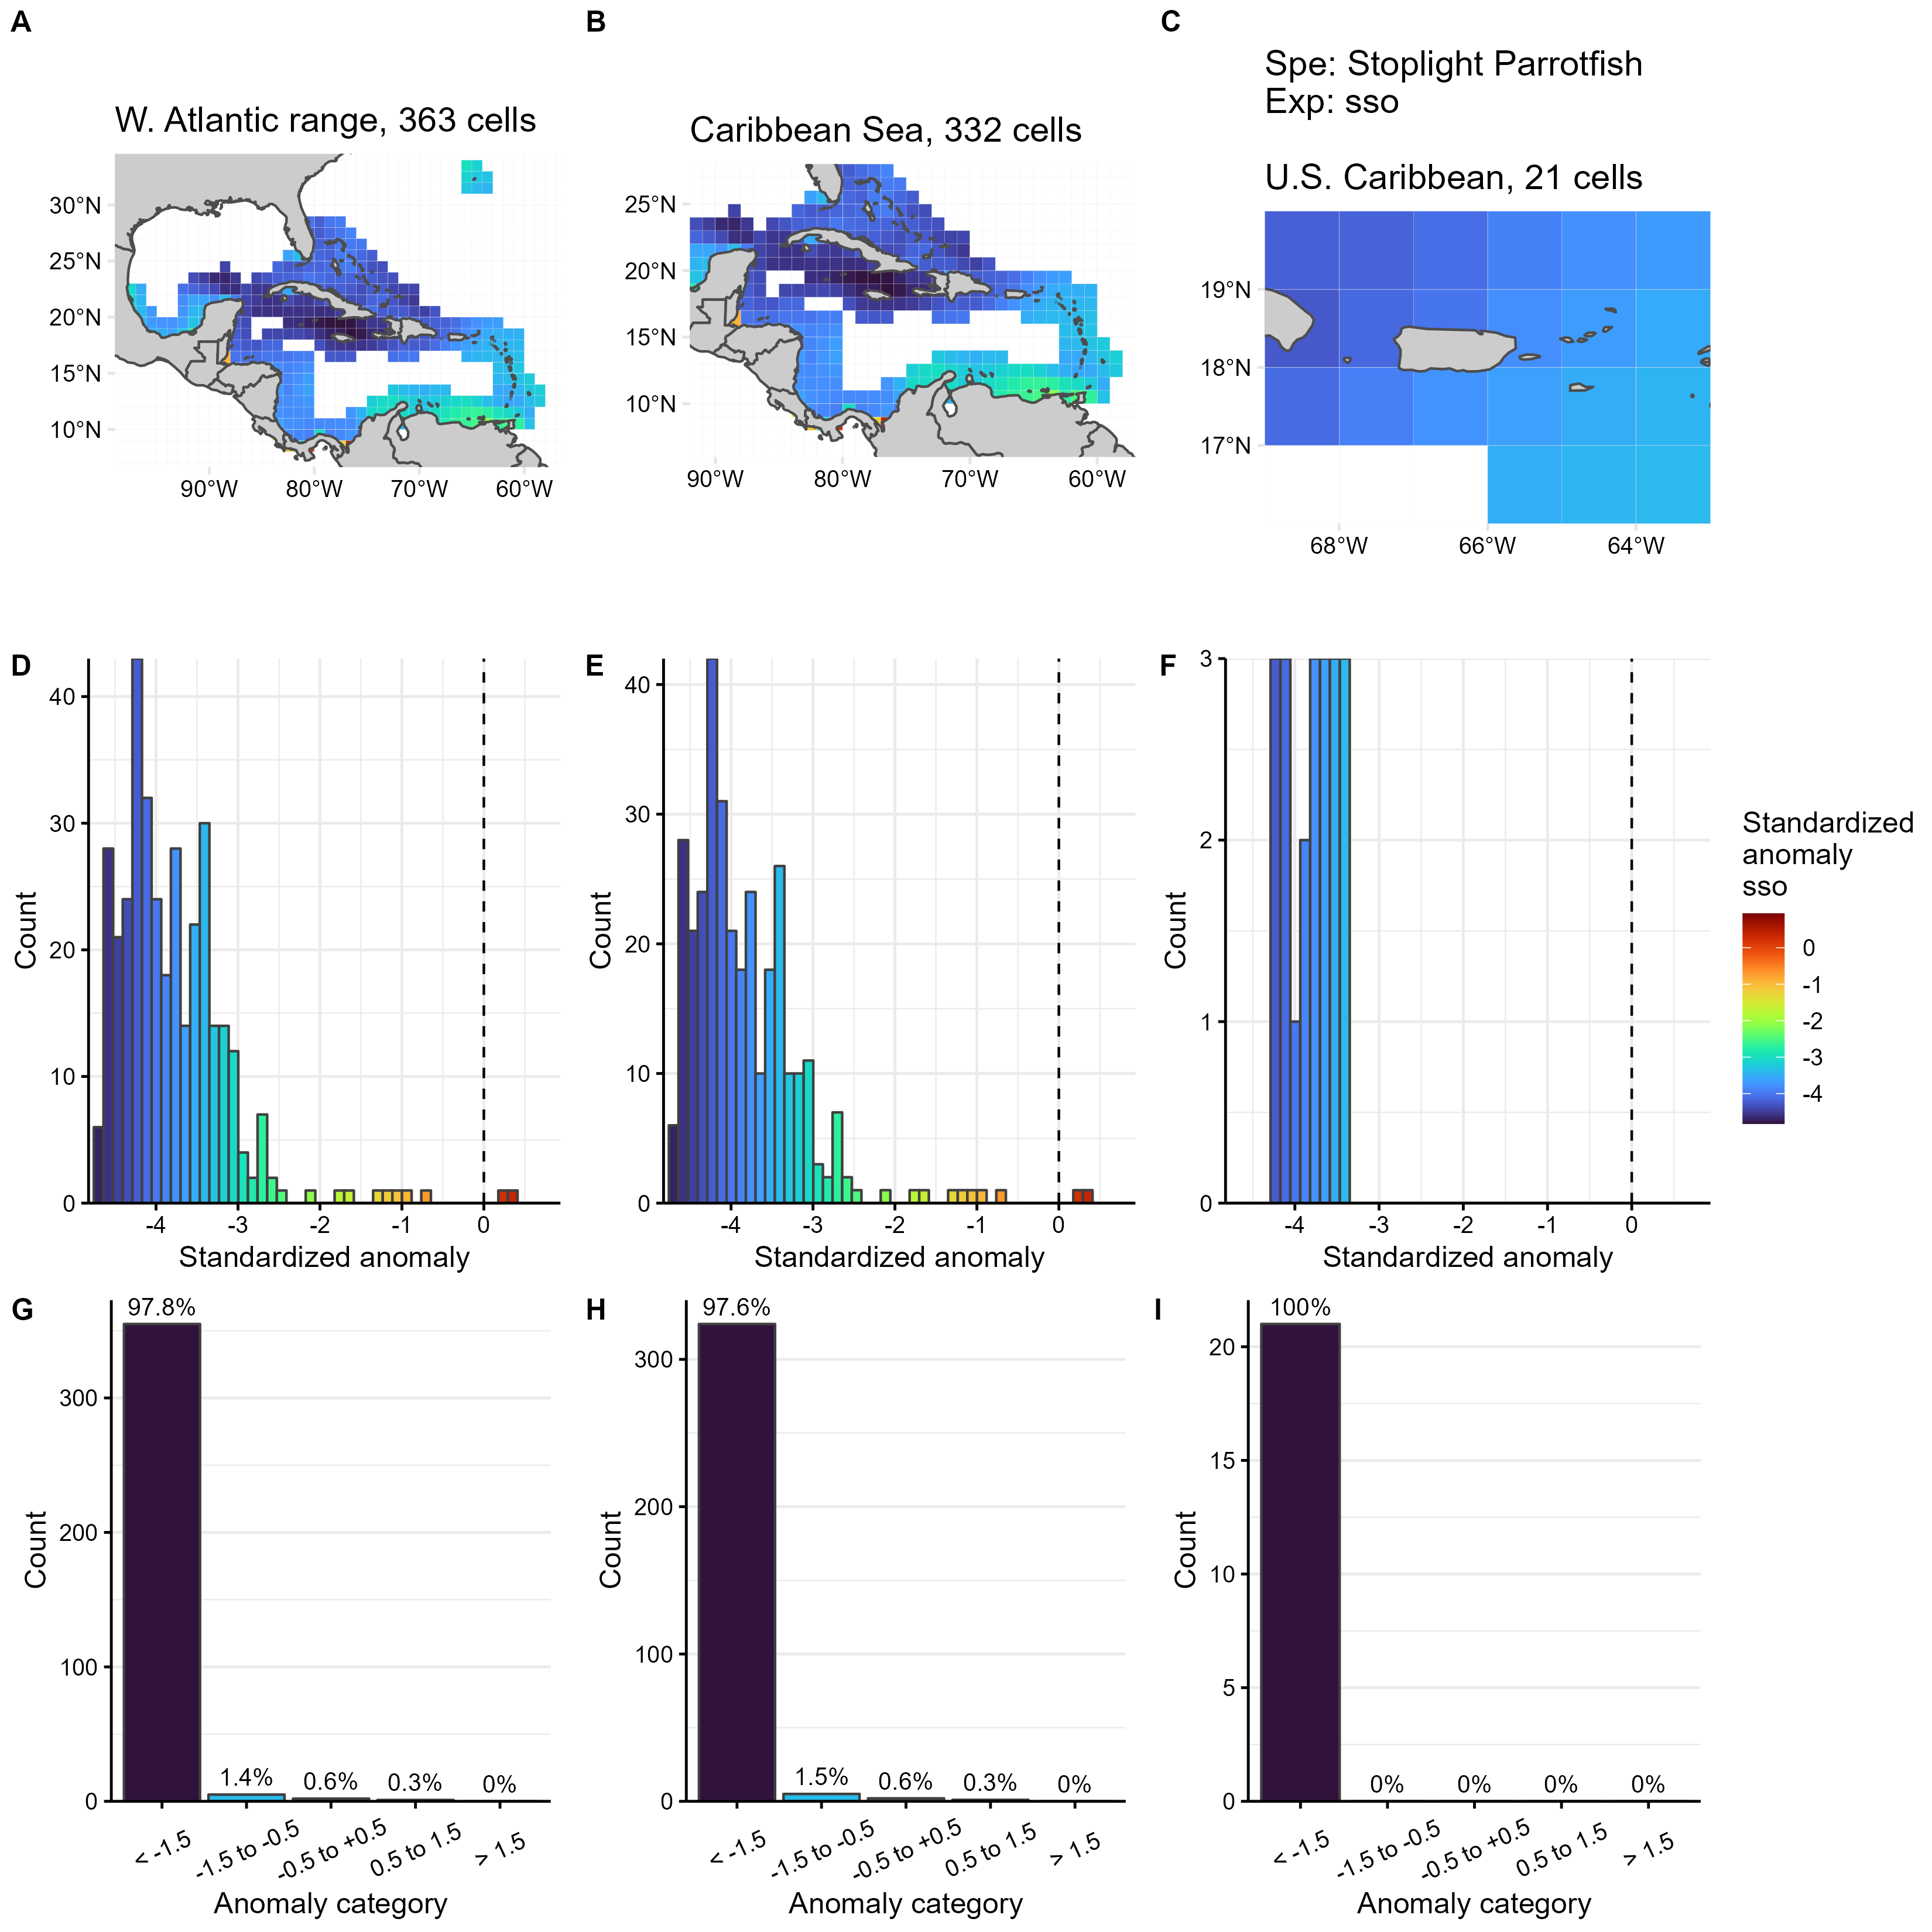 A
B
C
Spe: Stoplight Parrotfish
Exp: sso
W. Atlantic range, 363 cells
Caribbean Sea, 332 cells
U.S. Caribbean, 21 cells
30°N
25°N
20°N
15°N
10°N
90°W 80°W 70°W 60°W
25°N
20°N
15°N
10°N
90°W 80°W 70°W 60°W
19°N
18°N
17°N
68°W 66°W 64°W
D
40
30
20
10
0
Count
-4 -3 -2 -1 0
Standardized anomaly
E
40
30
20
10
0
Count
-4 -3 -2 -1 0
Standardized anomaly
F
3
2
1
0
Count
-4 -3 -2 -1 0
Standardized anomaly
Standardized
anomaly
sso
0
-1
-2
-3
-4
G
97.8%
1.4% 0.6% 0.3% 0%
300
200
100
0
Count
< -1.5 -1.5 to -0.5 -0.5 to +0.5 0.5 to 1.5 > 1.5
Anomaly category
H
97.6%
1.5% 0.6% 0.3% 0%
300
200
100
0
Count
< -1.5 -1.5 to -0.5 -0.5 to +0.5 0.5 to 1.5 > 1.5
Anomaly category
I
100%
0% 0% 0% 0%
20
15
10
5
0
Count
< -1.5 -1.5 to -0.5 -0.5 to +0.5 0.5 to 1.5 > 1.5
Anomaly category